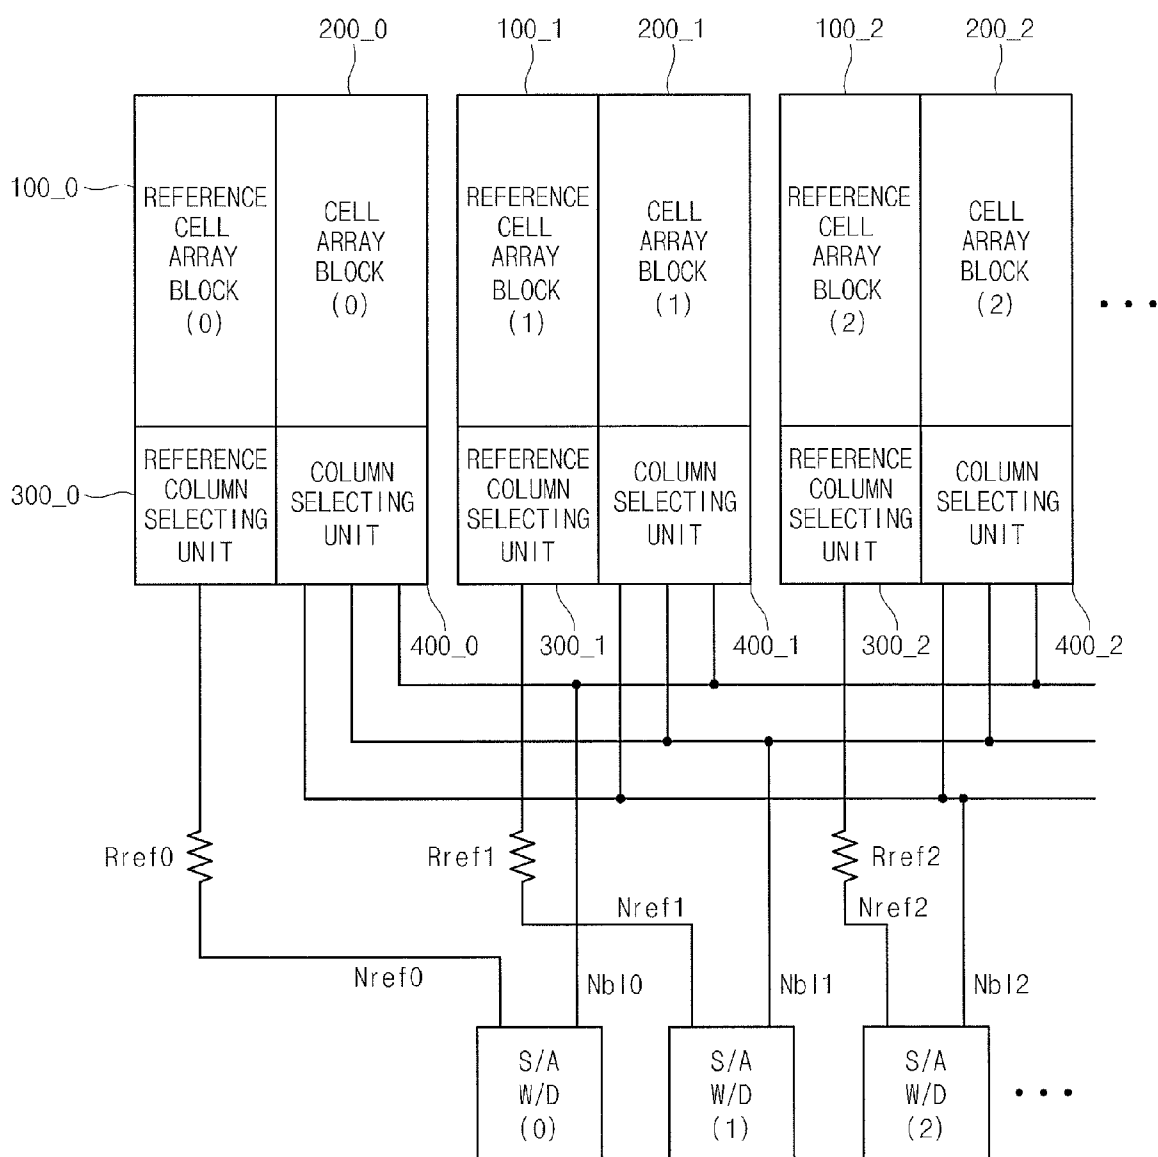 200_0
100_1
200_1
100_2
200_2
100_0
REFERENCE
CELL
ARRAY
BLOCK
(0)
CELL
ARRAY
BLOCK
(0)
REFERENCE
CELL
ARRAY
BLOCK
(1)
CELL
ARRAY
BLOCK
(1)
REFERENCE
CELL
ARRAY
BLOCK
(2)
CELL
ARRAY
BLOCK
(2)
300_0
REFERENCE
COLUMN
SELECTING
UNIT
COLUMN
SELECTING
UNIT
REFERENCE
COLUMN
SELECTING
UNIT
COLUMN
SELECTING
UNIT
REFERENCE
COLUMN
SELECTING
UNIT
COLUMN
SELECTING
UNIT
400_0
300_1
400_1
300_2
400_2
Rref0
Rref1
Rref2
Nref1
Nref2
Nref0
Nbl0
Nbl1
Nbl2
S/A
W/D
(0)
S/A
W/D
(1)
S/A
W/D
(2)